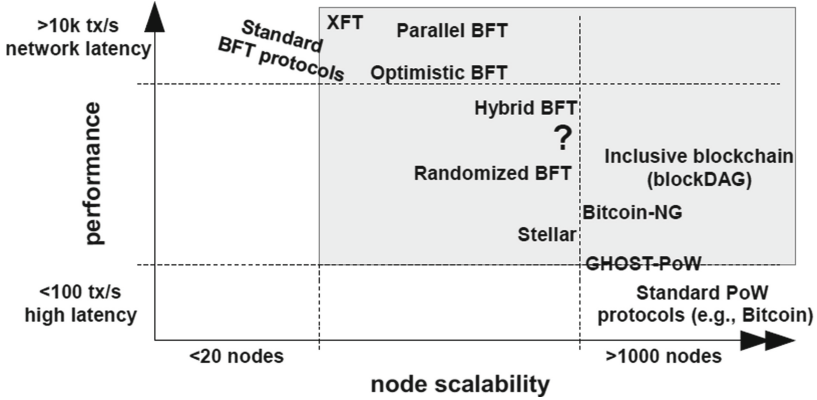 >10k tx/s
network latency
Standard
BFT protocols
XFT
Parallel BFT
Optimistic BFT
Hybrid BFT
?
Randomized BFT
Inclusive blockchain
(blockDAG)
Bitcoin-NG
Stellar
GHOST-PoW
performance
<100 tx/s
high latency
Standard PoW
protocols (e.g., Bitcoin)
<20 nodes
>1000 nodes
node scalability